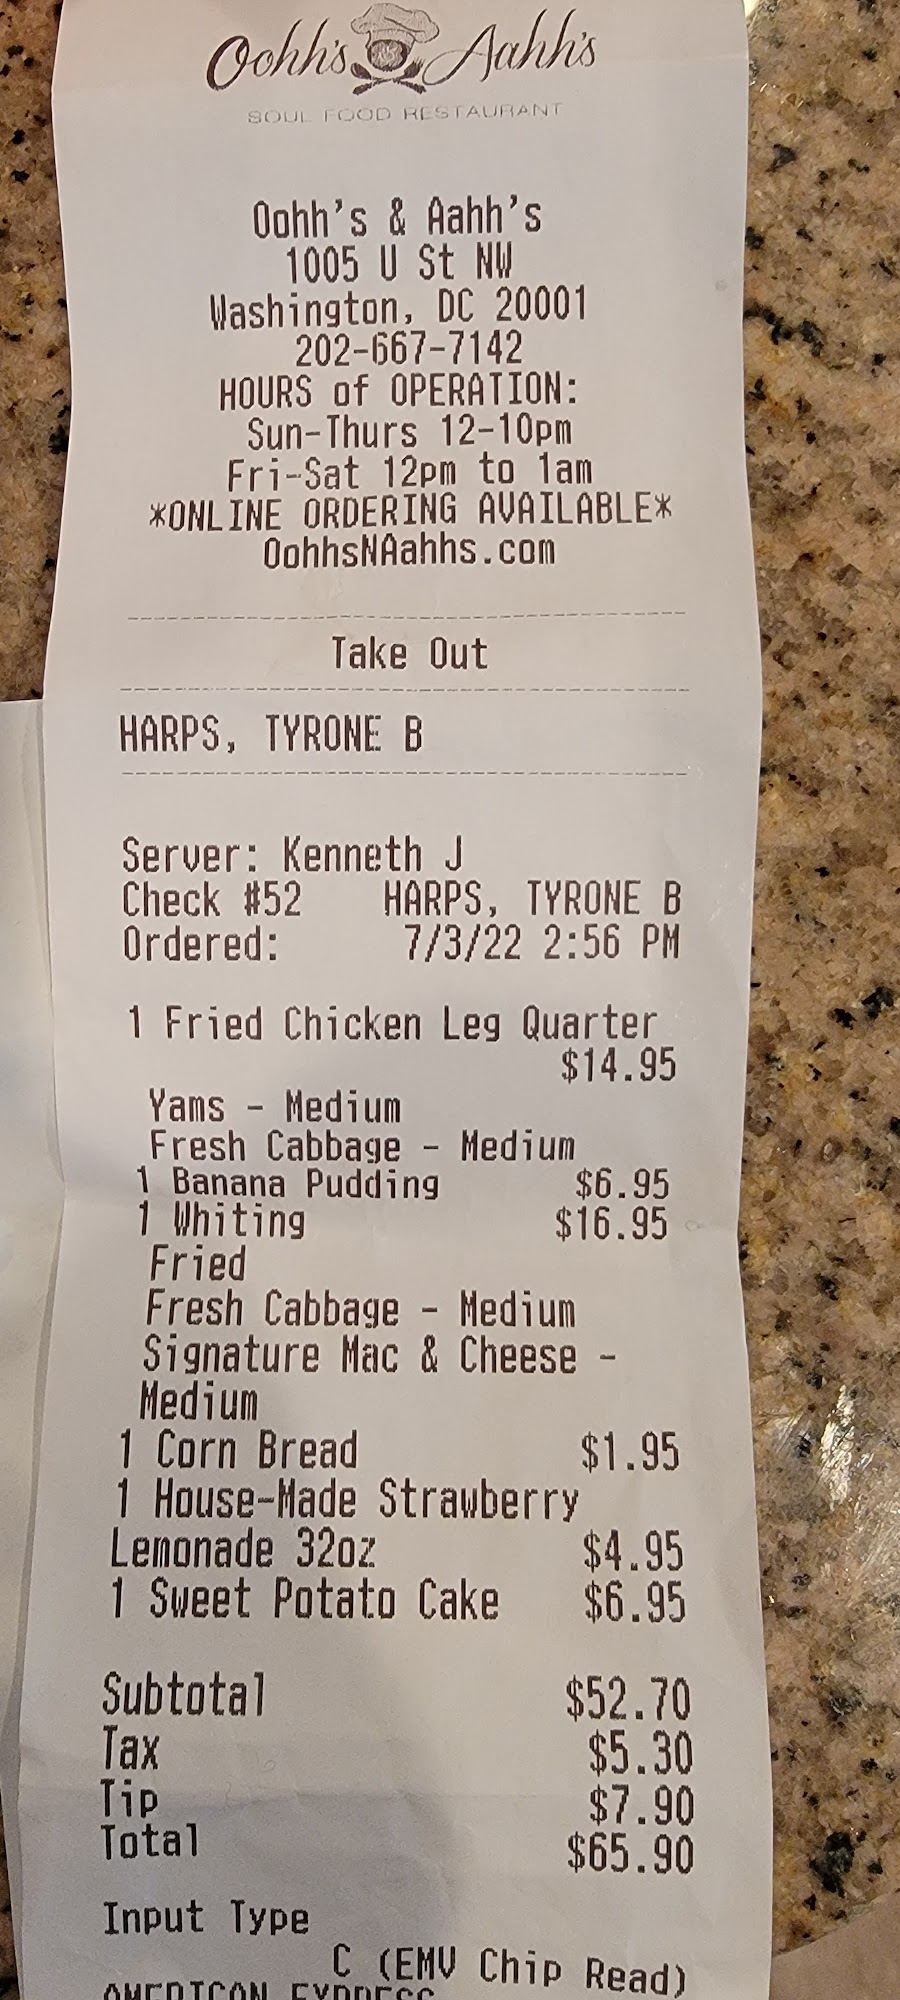 Oohh's Aahh's
SOUL FOOD RESTAURANT
Oohh's & Aahh's
1005 U St NW
Washington, DC 20001
202-667-7142
HOURS of OPERATION:
Sun-Thurs 12-10pm
Fri-Sat 12pm to 1am
*ONLINE ORDERING AVAILABLE*
OohhsNAahhs.com
Take Out
HARPS, TYRONE B
Server: Kenneth J
Check #52 HARPS, TYRONE B
Ordered: 7/3/22 2:56 PM
1 Fried Chicken Leg Quarter
$14.95
Yams - Medium
Fresh Cabbage - Medium
1 Banana Pudding $6.95
1 Whiting $16.95
Fried
Fresh Cabbage - Medium
Signature Mac & Cheese -
Medium
1 Corn Bread $1.95
1 House-Made Strawberry
Lemonade 32oz $4.95
1 Sweet Potato Cake $6.95
Subtotal $52.70
Tax $5.30
Tip $7.90
Total $65.90
Input Type
C (EMV Chip Read)
AMERICAN EXPRESS